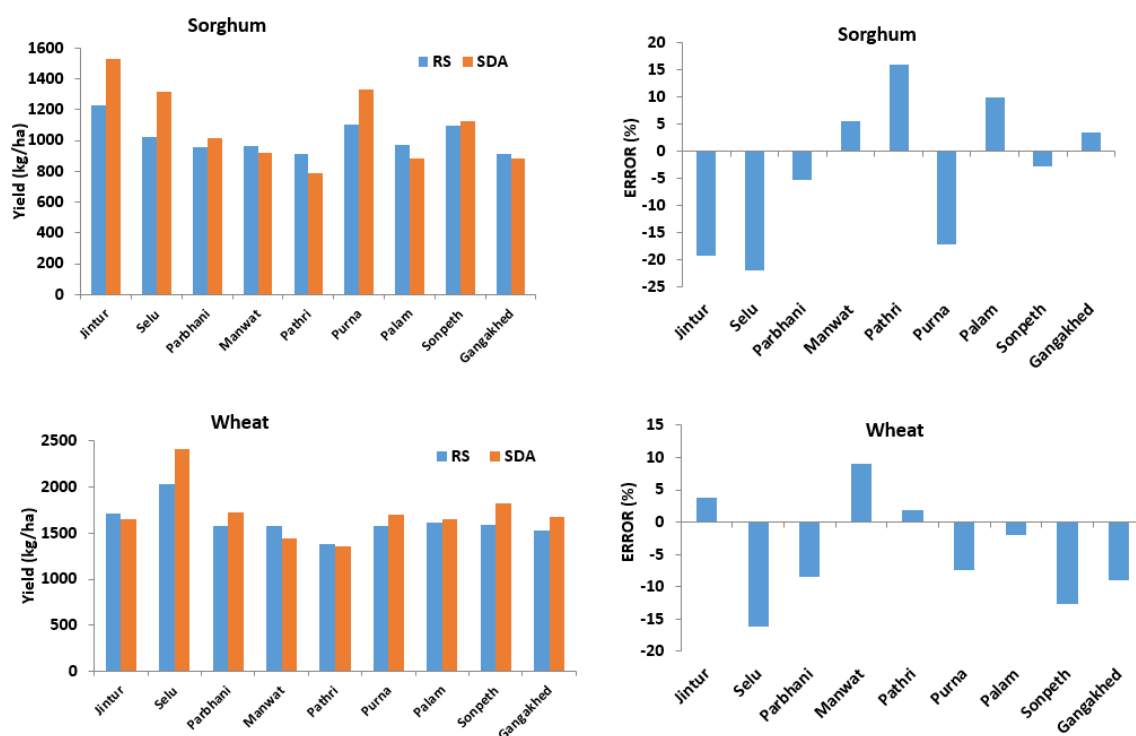 Sorghum
RS SDA
Yield (kg/ha)
1600
1400
1200
1000
800
600
400
200
0
Jintur Selu Parbhani Manwat Pathri Purna Palam Sonpeth Gangakhed
Sorghum
ERROR (%)
20
15
10
5
0
-5
-10
-15
-20
-25
Jintur Selu Parbhani Manwat Pathri Purna Palam Sonpeth Gangakhed
Wheat
RS SDA
Yield (kg/ha)
2500
2000
1500
1000
500
0
Jintur Selu Parbhani Manwat Pathri Purna Palam Sonpeth Gangakhed
Wheat
ERROR (%)
15
10
5
0
-5
-10
-15
-20
Jintur Selu Parbhani Manwat Pathri Purna Palam Sonpeth Gangakhed